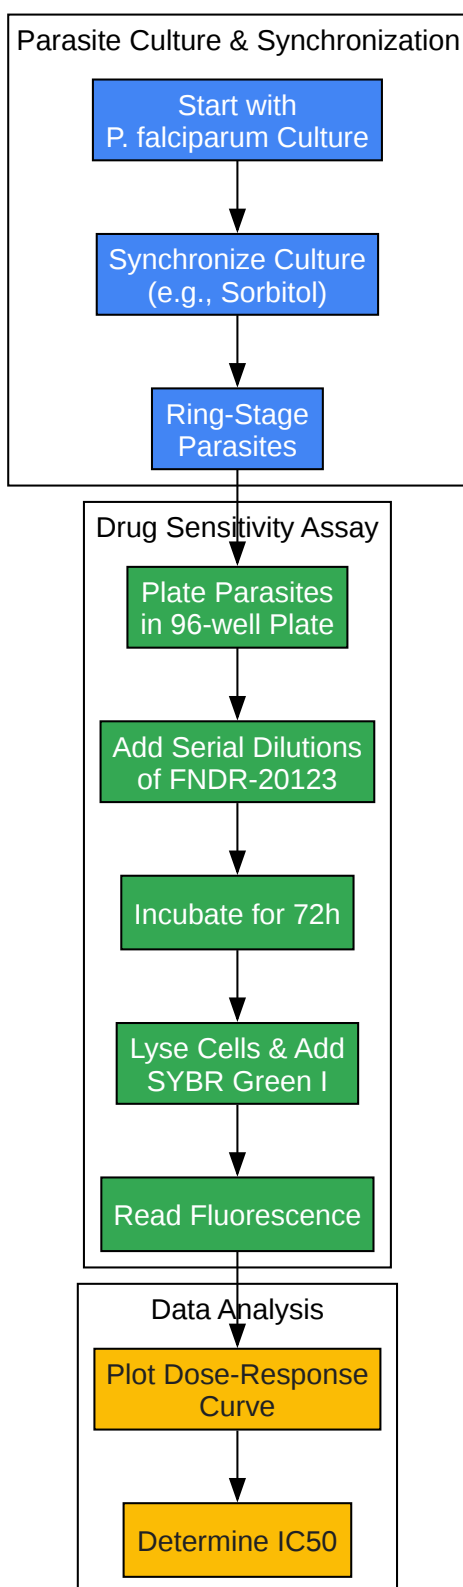 Parasite Culture & Synchronization
Start with
P. falciparum Culture
Synchronize Culture
(e.g., Sorbitol)
Ring-Stage
Parasites
Drug Sensitivity Assay
Plate Parasites
in 96-well Plate
Add Serial Dilutions
of FNDR-20123
Incubate for 72h
Lyse Cells & Add
SYBR Green I
Read Fluorescence
Data Analysis
Plot Dose-Response
Curve
Determine IC50